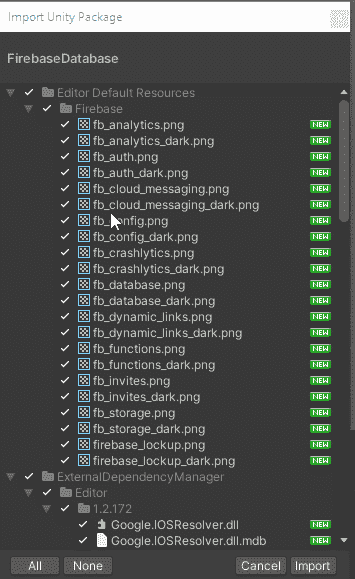 Import Unity Package
FirebaseDatabase
Editor Default Resources
Firebase
fb_analytics.png NEW
fb_analytics_dark.png NEW
fb_auth.png NEW
fb_auth_dark.png NEW
fb_cloud_messaging.png NEW
fb_cloud_messaging_dark.png NEW
fb_config.png NEW
fb_config_dark.png NEW
fb_crashlytics.png NEW
fb_crashlytics_dark.png NEW
fb_database.png NEW
fb_database_dark.png NEW
fb_dynamic_links.png NEW
fb_dynamic_links_dark.png NEW
fb_functions.png NEW
fb_functions_dark.png NEW
fb_invites.png NEW
fb_invites_dark.png NEW
fb_storage.png NEW
fb_storage_dark.png NEW
firebase_lockup.png NEW
firebase_lockup_dark.png NEW
ExternalDependencyManager
Editor
1.2.172
Google.IOSResolver.dll NEW
Google.IOSResolver.dll.mdb NEW
All None Cancel Import